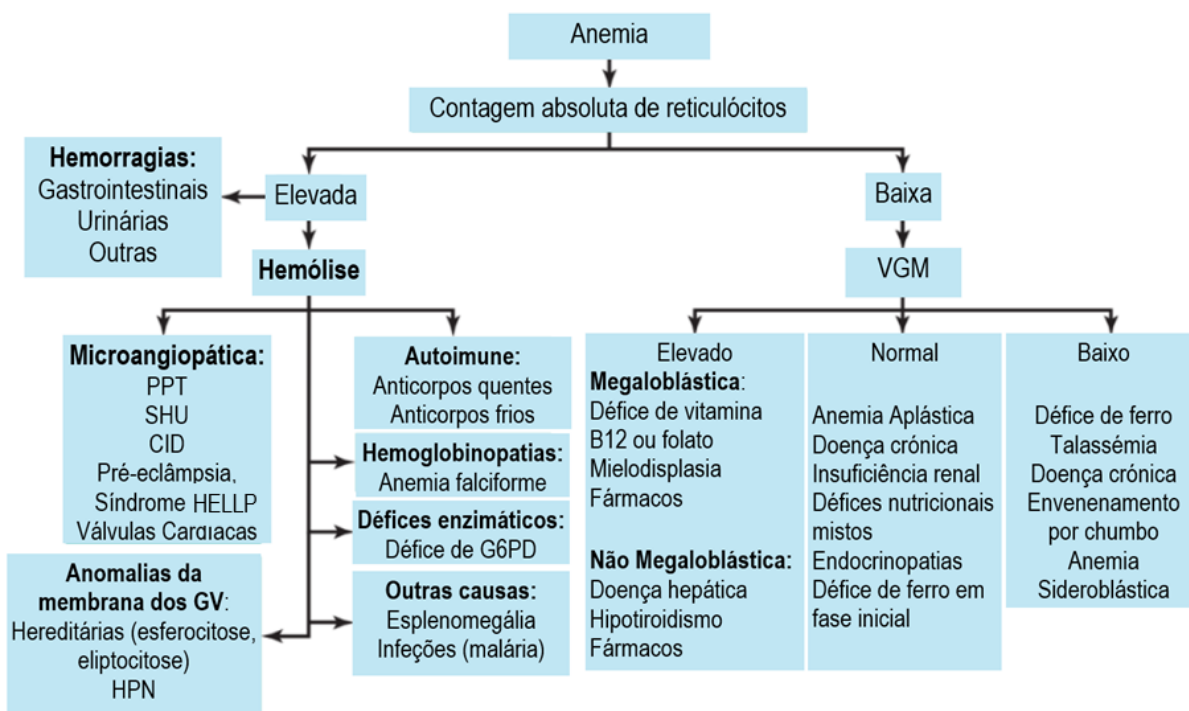 Anemia
Contagem absoluta de reticulócitos
Hemorragias:
Gastrointestinais
Urinárias
Outras
Elevada
Baixa
Hemólise
VGM
Microangiopática:
PPT
SHU
CID
Pré-eclâmpsia,
Síndrome HELLP
Válvulas Cardíacas
Anomalias da
membrana dos GV:
Hereditárias (esferocitose,
eliptocitose)
HPN
Autoimune:
Anticorpos quentes
Anticorpos frios
Hemoglobinopatias:
Anemia falciforme
Défices enzimáticos:
Défice de G6PD
Outras causas:
Esplenomegália
Infeções (malária)
Elevado
Megaloblástica:
Défice de vitamina
B12 ou folato
Mielodisplasia
Fármacos
Não Megaloblástica:
Doença hepática
Hipotiroidismo
Fármacos
Normal
Anemia Aplástica
Doença crónica
Insuficiência renal
Défices nutricionais
mistos
Endocrinopatias
Défice de ferro em
fase inicial
Baixo
Défice de ferro
Talassémia
Doença crónica
Envenenamento
por chumbo
Anemia
Sideroblástica